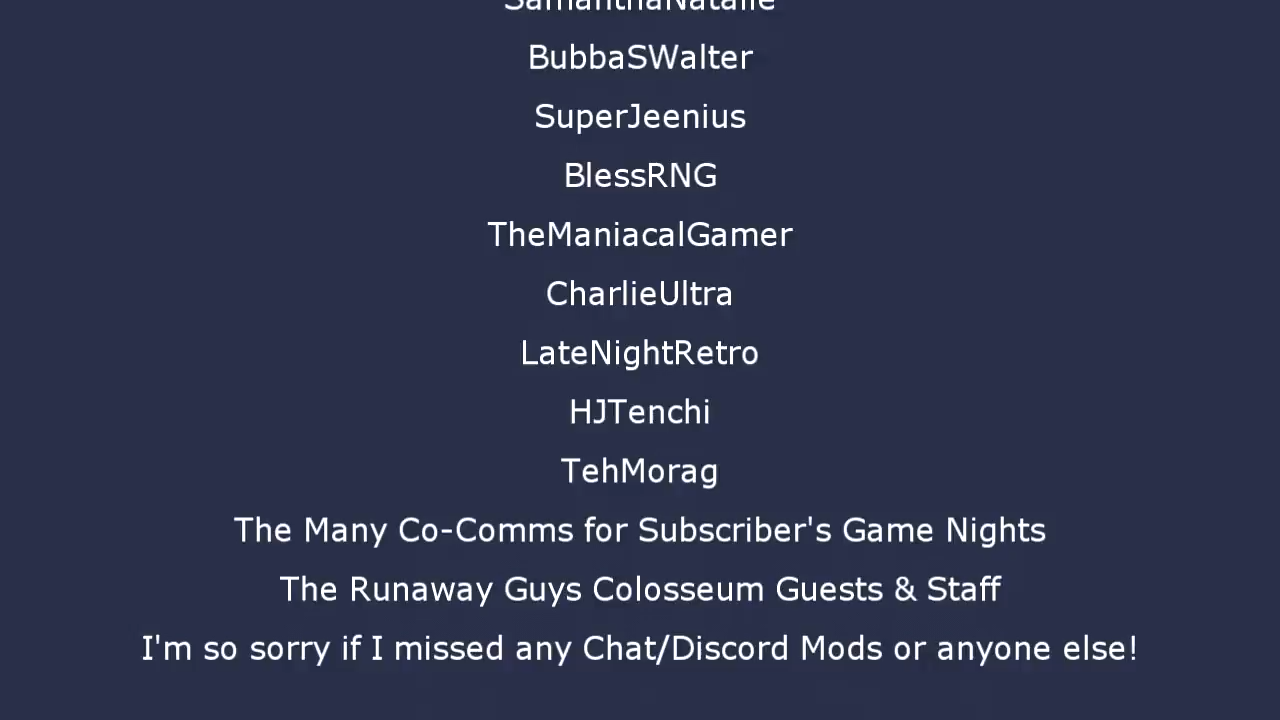 SamanthaNatalie
BubbaSWalter
SuperJeenius
BlessRNG
TheManiacalGamer
CharlieUltra
LateNightRetro
HJTenchi
TehMorag
The Many Co-Comms for Subscriber's Game Nights
The Runaway Guys Colosseum Guests & Staff
I'm so sorry if I missed any Chat/Discord Mods or anyone else!